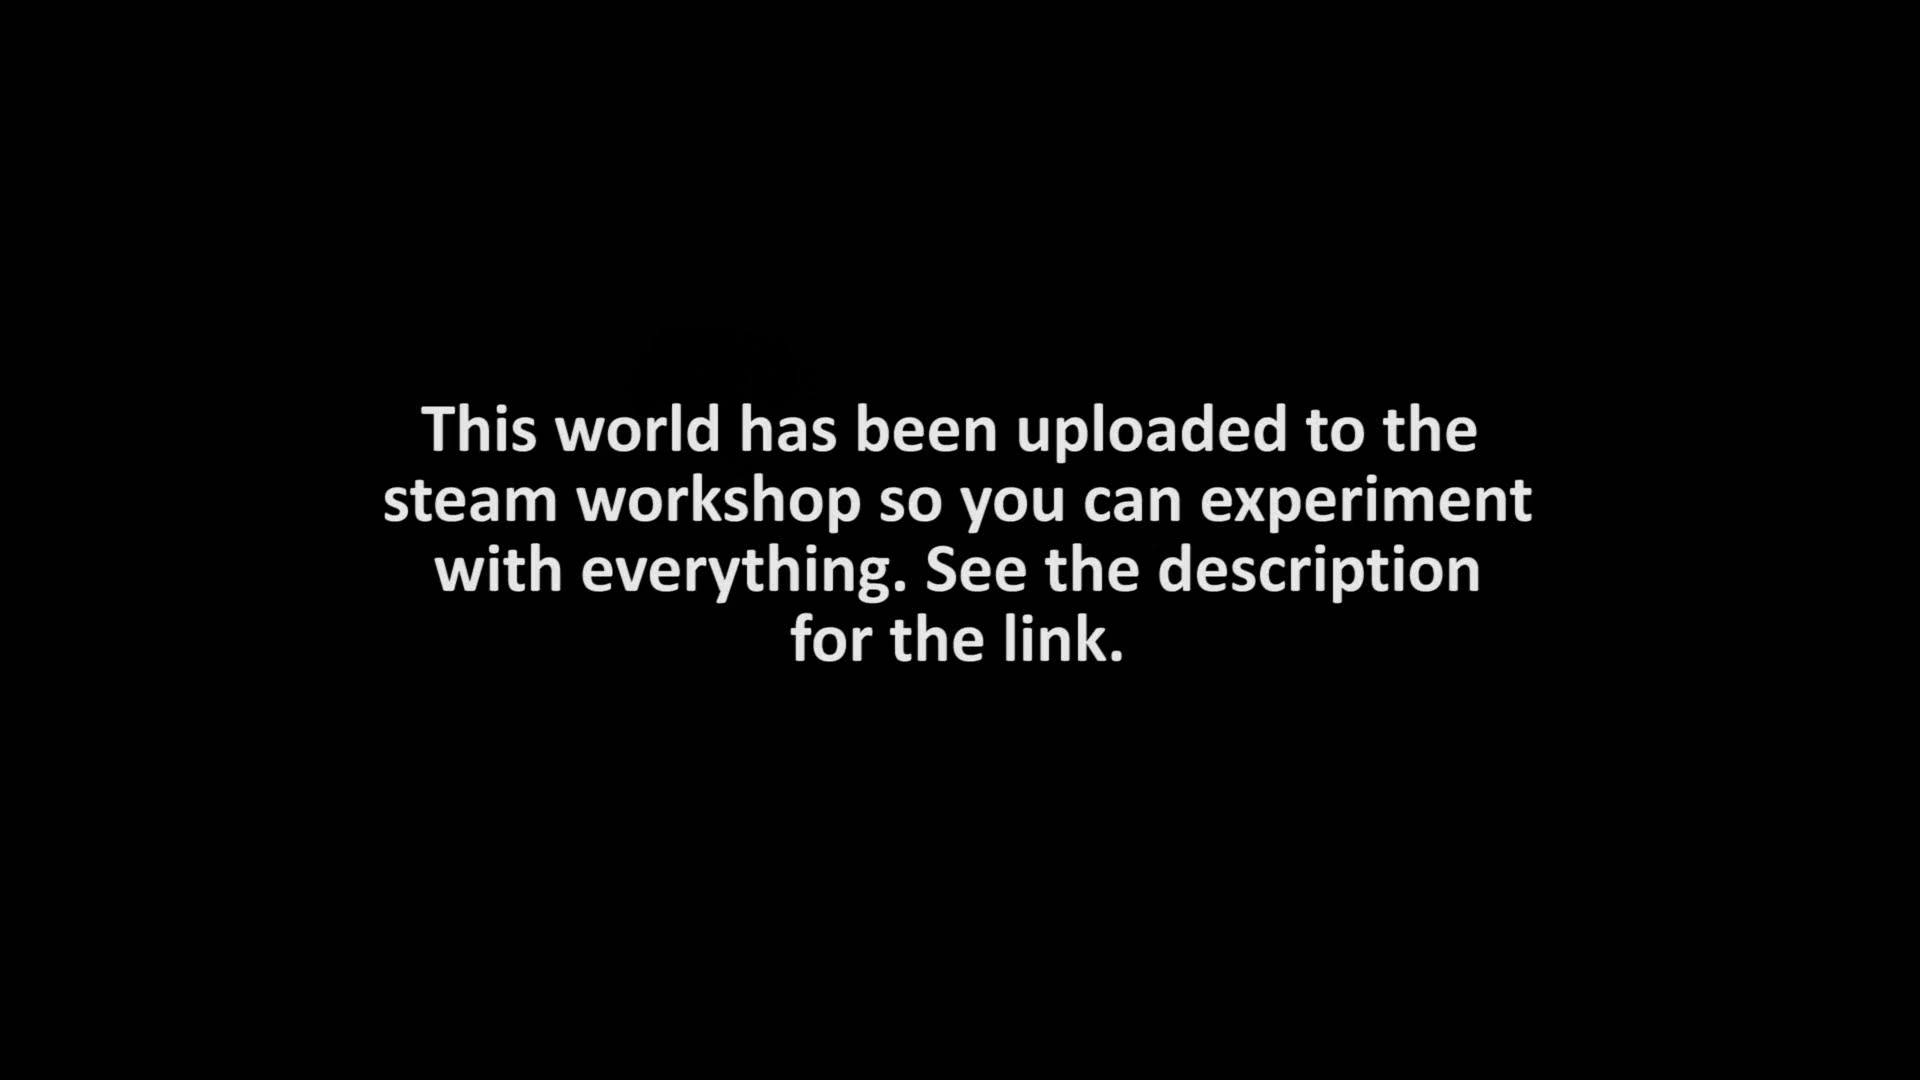 This world has been uploaded to the
steam workshop so you can experiment
with everything. See the description
for the link.